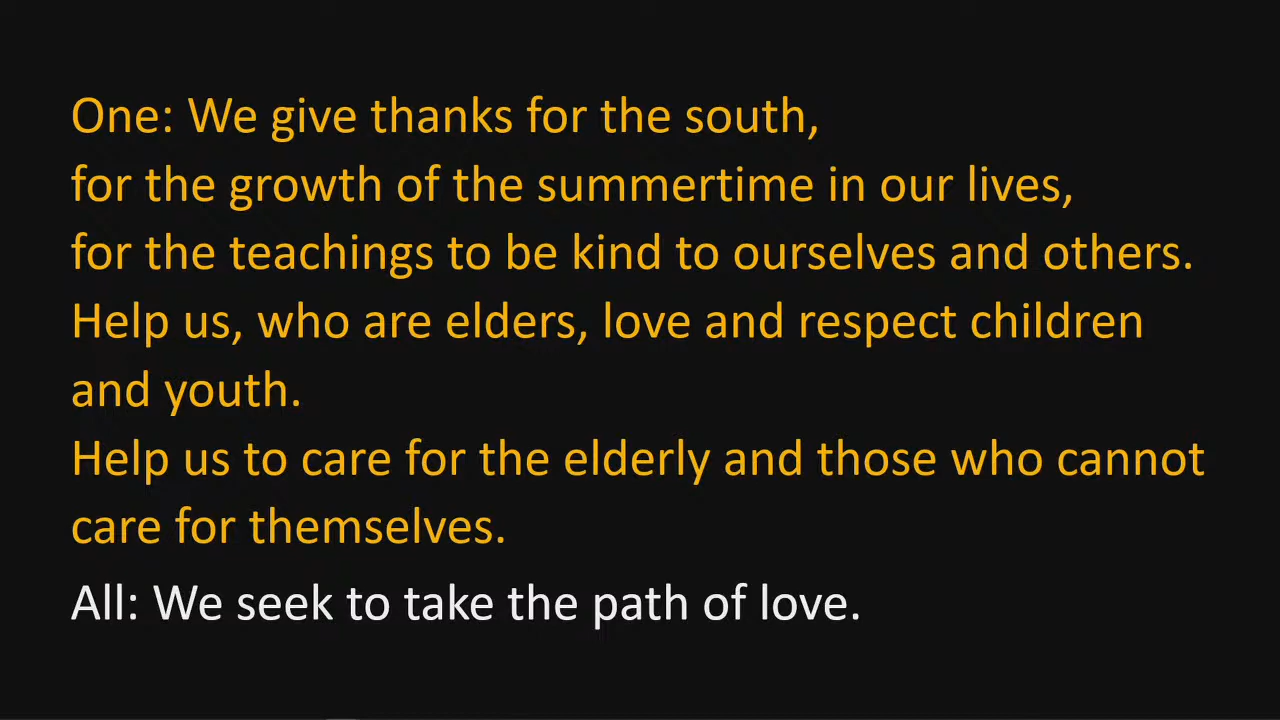 One: We give thanks for the south,
for the growth of the summertime in our lives,
for the teachings to be kind to ourselves and others.
Help us, who are elders, love and respect children
and youth.
Help us to care for the elderly and those who cannot
care for themselves.
All: We seek to take the path of love.